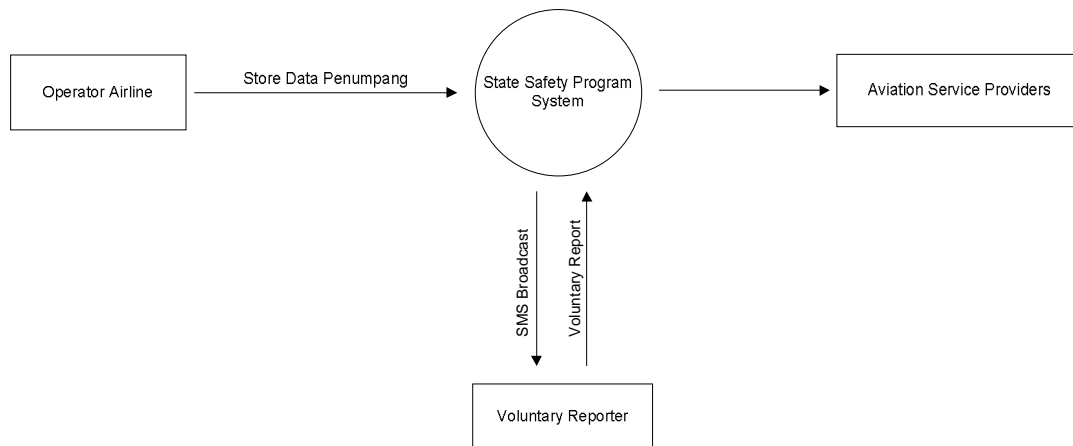 Operator Airline
Store Data Penumpang
State Safety Program
System
Aviation Service Providers
SMS Broadcast
Voluntary Report
Voluntary Reporter